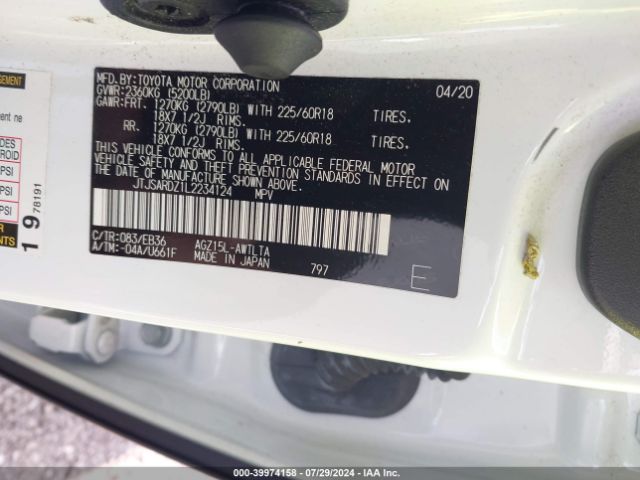 MFD.BY:TOYOTA MOTOR CORPORATION 04/20
GVWR:2360KG (5200LB)
GAWR:FRT. 1270KG (2790LB) WITH 225/60R18 TIRES.
18X7 1/2J RIMS.
RR. 1270KG (2790LB) WITH 225/60R18 TIRES.
18X7 1/2J RIMS.
THIS VEHICLE CONFORMS TO ALL APPLICABLE FEDERAL MOTOR
VEHICLE SAFETY AND THEFT PREVENTION STANDARDS IN EFFECT
ON THE DATE OF MANUFACTURE SHOWN ABOVE.
JTJSARDZ1L2234124 MPV
C/TR:083/EB36 AGZ15L-AWTLTA
A/TM:-04A/U661F MADE IN JAPAN 797
E
PSI
PSI
PSI
1978191
000-39974158 - 07/29/2024 - IAA Inc.